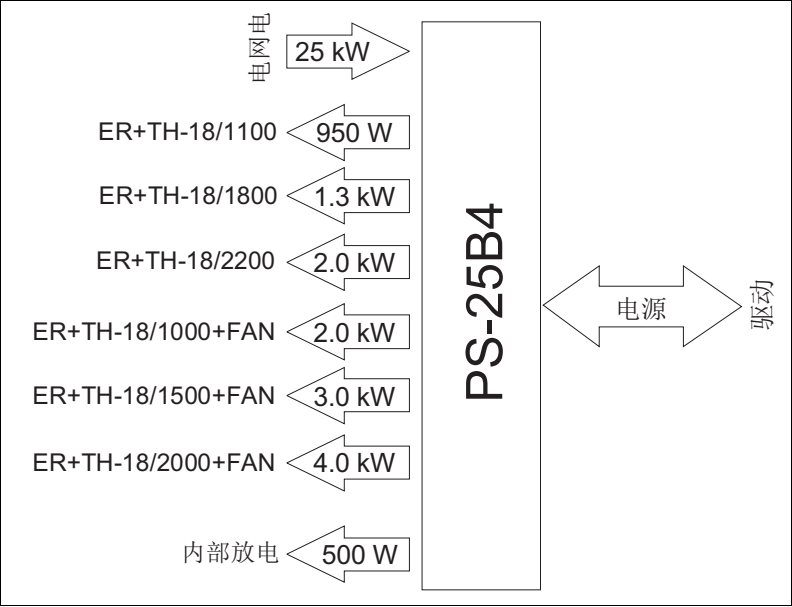 电网电
25 kW
ER+TH-18/1100
950 W
ER+TH-18/1800
1.3 kW
ER+TH-18/2200
2.0 kW
ER+TH-18/1000+FAN
2.0 kW
ER+TH-18/1500+FAN
3.0 kW
ER+TH-18/2000+FAN
4.0 kW
内部放电
500 W
PS-25B4
电源
驱动